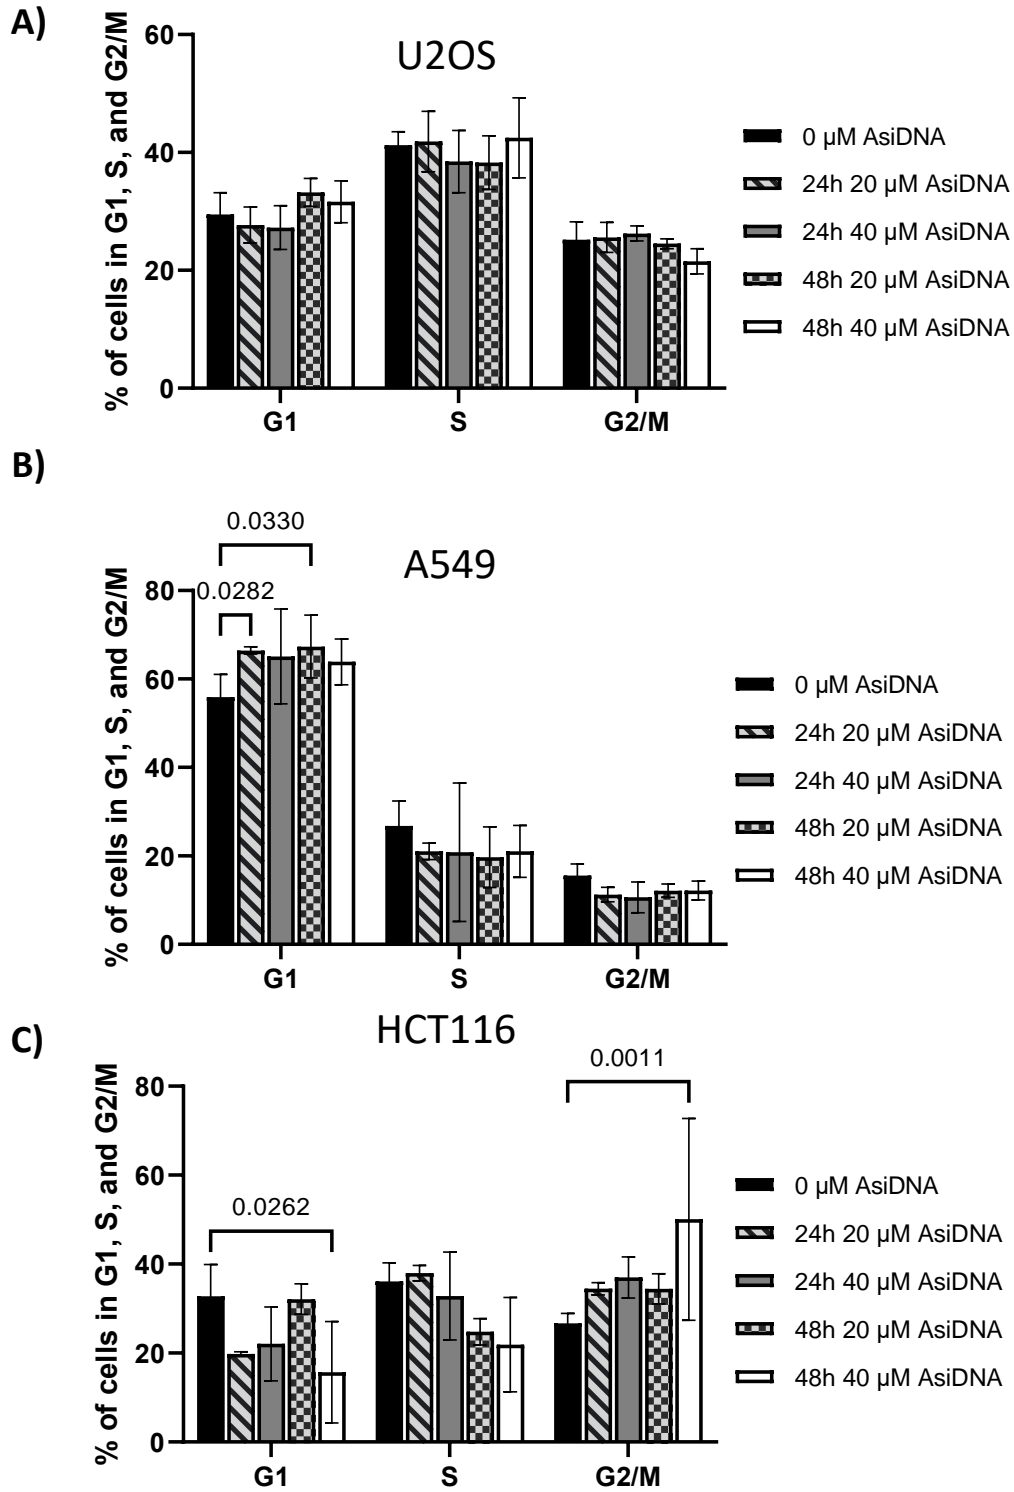 A)
U2OS
% of cells in G1, S, and G2/M
60
40
20
0
G1 S G2/M
0 µM AsiDNA
24h 20 µM AsiDNA
24h 40 µM AsiDNA
48h 20 µM AsiDNA
48h 40 µM AsiDNA
B)
A549
% of cells in G1, S, and G2/M
0.0330
0.0282
80
60
40
20
0
G1 S G2/M
0 µM AsiDNA
24h 20 µM AsiDNA
24h 40 µM AsiDNA
48h 20 µM AsiDNA
48h 40 µM AsiDNA
C)
HCT116
% of cells in G1, S, and G2/M
0.0011
0.0262
80
60
40
20
0
G1 S G2/M
0 µM AsiDNA
24h 20 µM AsiDNA
24h 40 µM AsiDNA
48h 20 µM AsiDNA
48h 40 µM AsiDNA